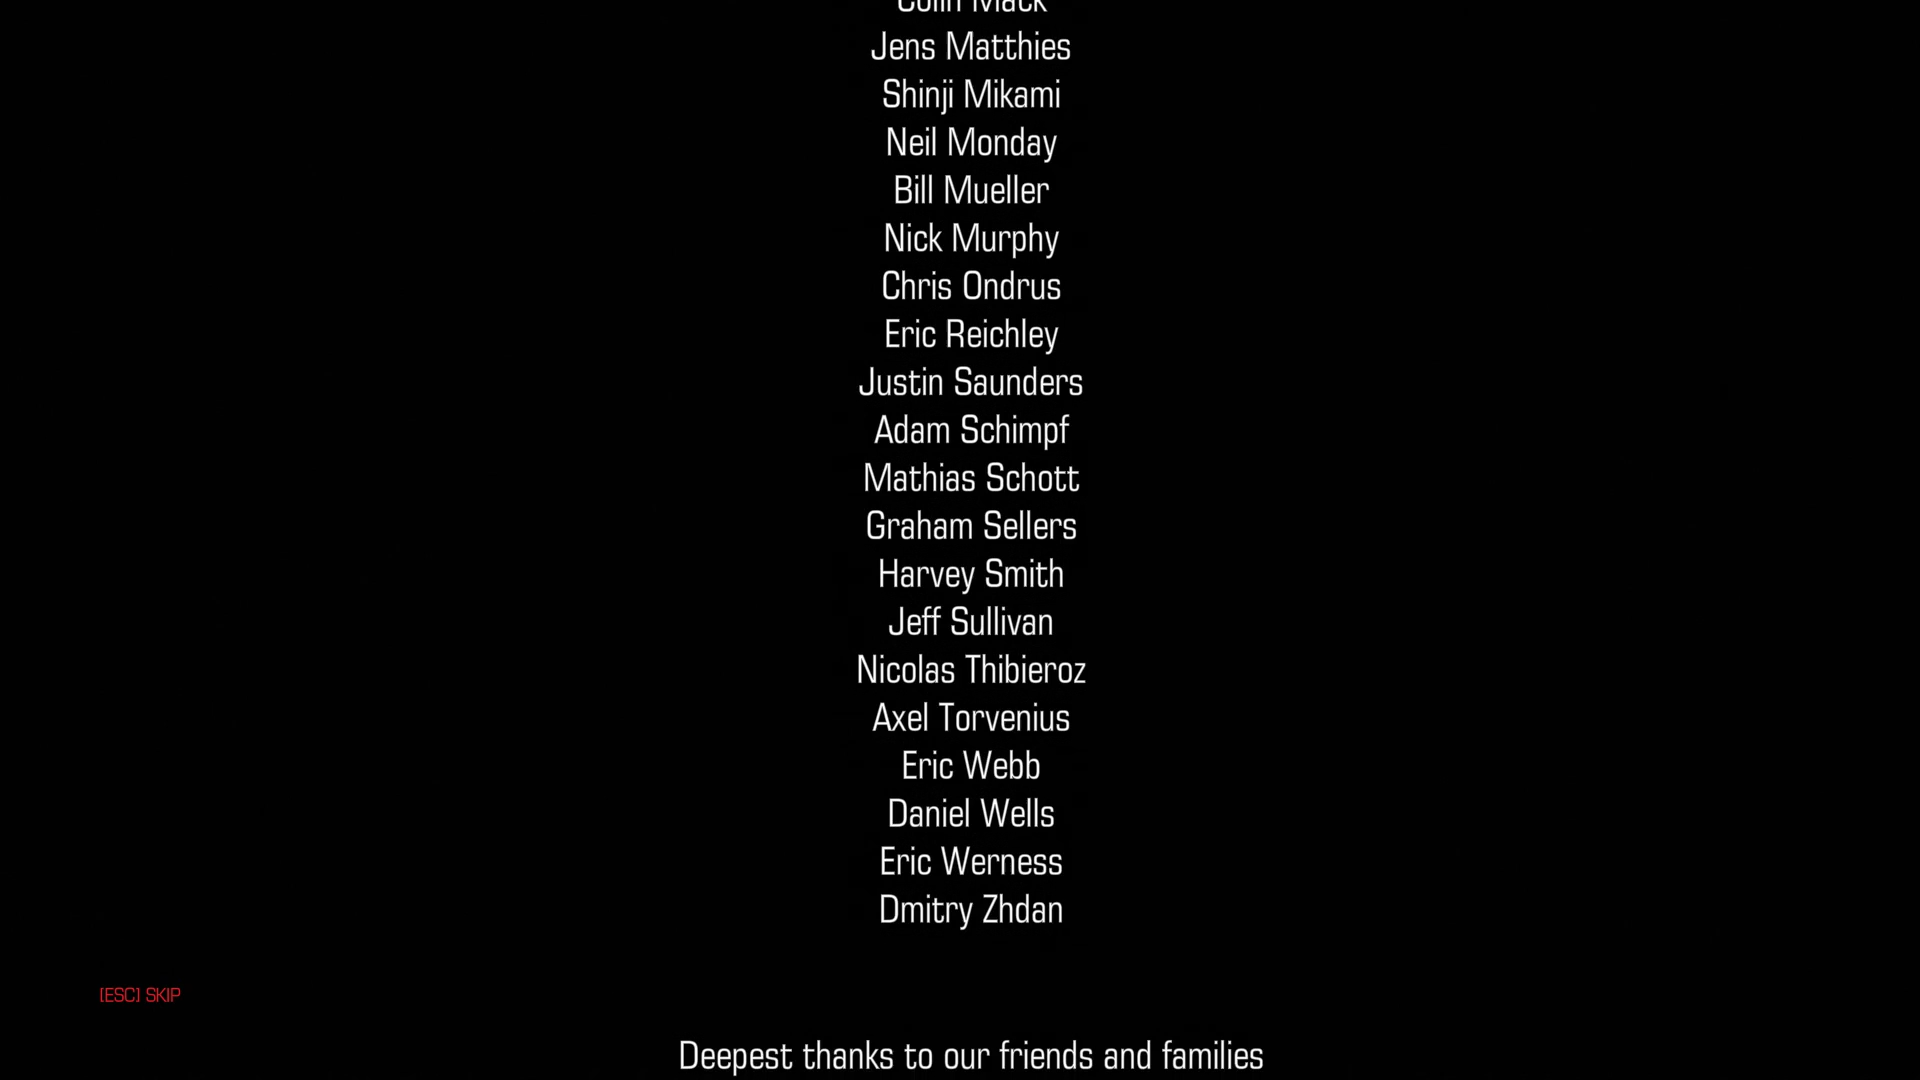 Colin Mack
Jens Matthies
Shinji Mikami
Neil Monday
Bill Mueller
Nick Murphy
Chris Ondrus
Eric Reichley
Justin Saunders
Adam Schimpf
Mathias Schott
Graham Sellers
Harvey Smith
Jeff Sullivan
Nicolas Thibieroz
Axel Torvenius
Eric Webb
Daniel Wells
Eric Werness
Dmitry Zhdan
[ESC] SKIP
Deepest thanks to our friends and families